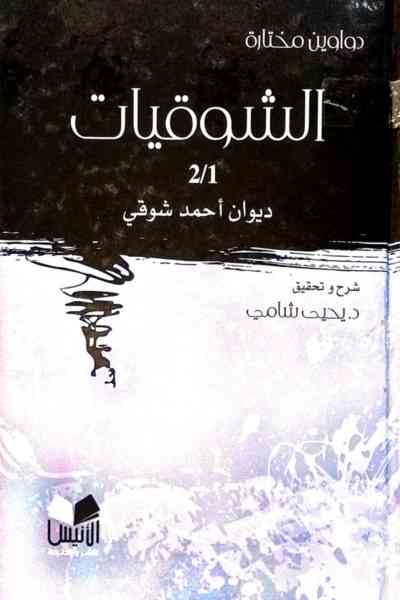 دواوين مختارة
الشوقيات
2/1
ديوان أحمد شوقي
شرح و تحقيق
د.يحيى شامي
الأنيس